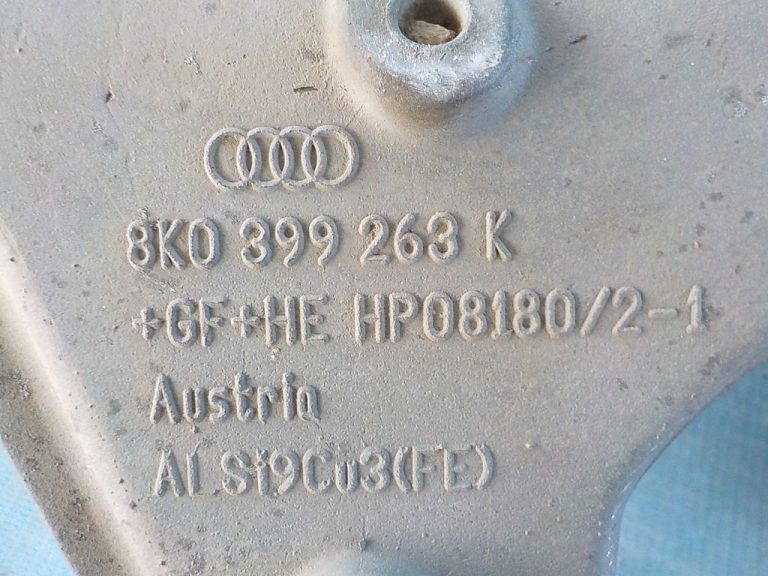 8K0 399 263 K
+GF+HE HP08180/2-1
Austria
ALSi9Cu3(FE)